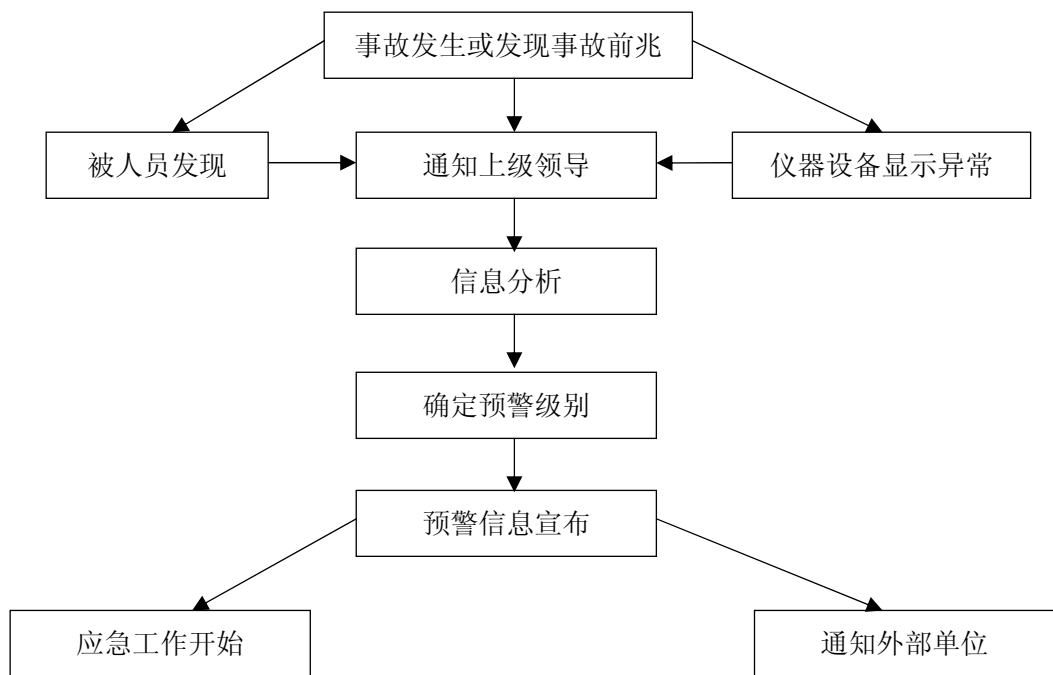 事故发生或发现事故前兆
被人员发现
通知上级领导
仪器设备显示异常
信息分析
确定预警级别
预警信息宣布
应急工作开始
通知外部单位